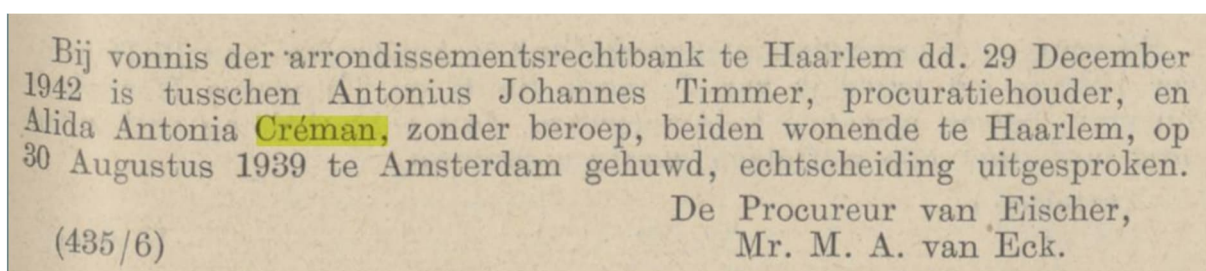 Bij vonnis der arrondissementsrechtbank te Haarlem dd. 29 December
1942 is tusschen Antonius Johannes Timmer, procuratiehouder, en
Alida Antonia Créman, zonder beroep, beiden wonende te Haarlem, op
30 Augustus 1939 te Amsterdam gehuwd, echtscheiding uitgesproken.
De Procureur van Eischer,
(435/6) Mr. M. A. van Eck.